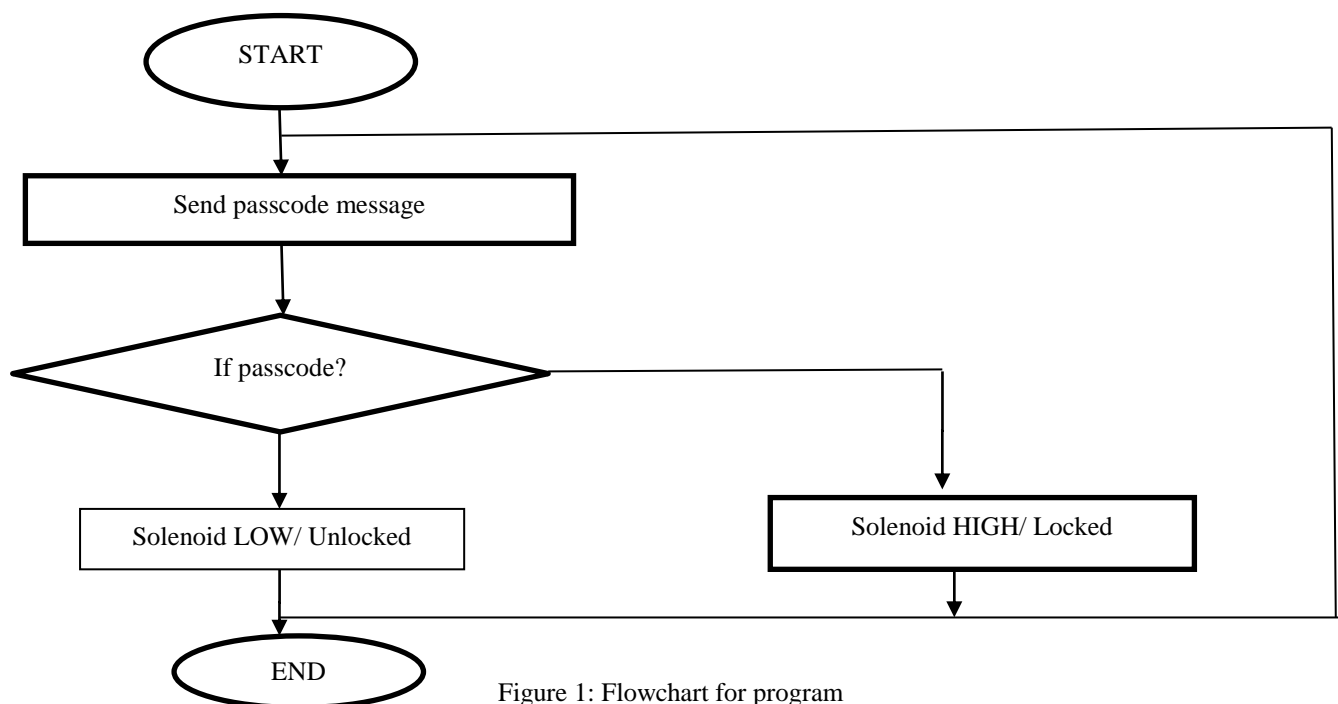 START
Send passcode message
If passcode?
Solenoid LOW/ Unlocked
Solenoid HIGH/ Locked
END
Figure 1: Flowchart for program